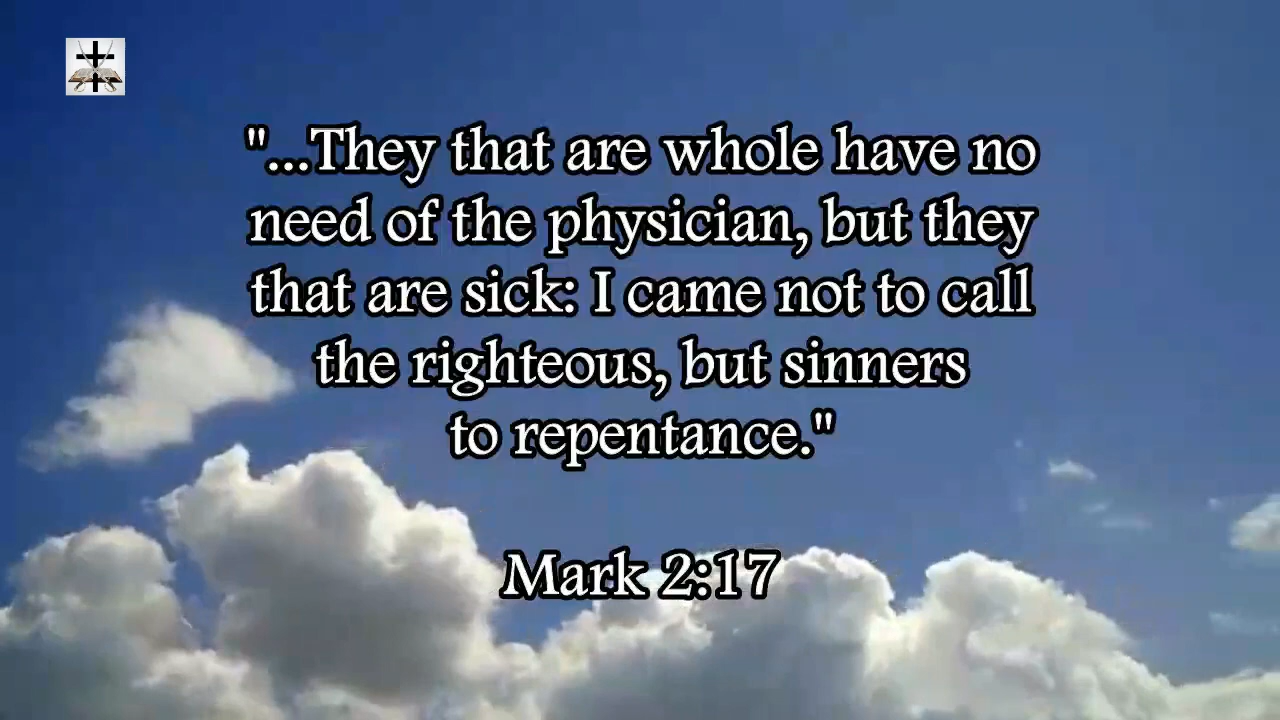 "...They that are whole have no
need of the physician, but they
that are sick: I came not to call
the righteous, but sinners
to repentance."
Mark 2:17